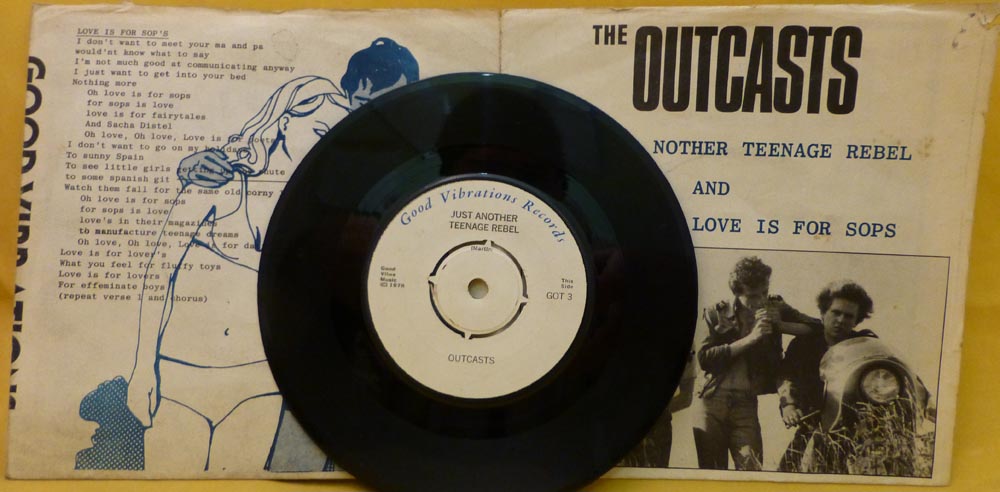 LOVE IS FOR SOP'S
I don't want to meet your ma and pa
would'nt know what to say
I'm not much good at communicating anyway
I just want to get into your bed
Nothing more
Oh love is for sops
for sops is love
love is for fairytales
And Sacha Distel
Oh love, Oh love, Love is for poets
I don't want to go on my holidays
To sunny Spain
To see little girls
to some spanish git
Watch them fall for the same old corny
Oh love is for sops
for sops is love
love's in their magazines
to manufacture teenage dreams
Oh love, Oh love, Love is for
Love is for lover's
What you feel for fluffy toys
Love is for lovers
For effeminate boys
(repeat verse 1 and chorus)
Good Vibrations Records
JUST ANOTHER
TEENAGE REBEL
(Martin
Good
Vibes
Music
This
Side
GOT 3
OUTCASTS
THE OUTCASTS
NOTHER TEENAGE REBEL
AND
LOVE IS FOR SOPS